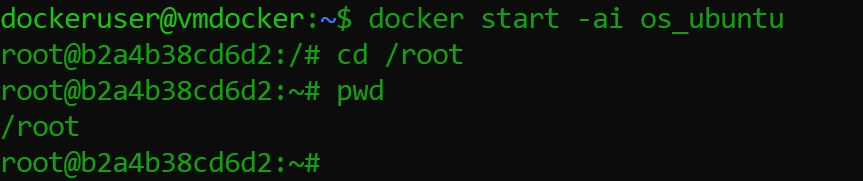 dockeruser@vmdocker:~$ docker start -ai os_ubuntu
root@b2a4b38cd6d2:/# cd /root
root@b2a4b38cd6d2:~# pwd
/root
root@b2a4b38cd6d2:~#